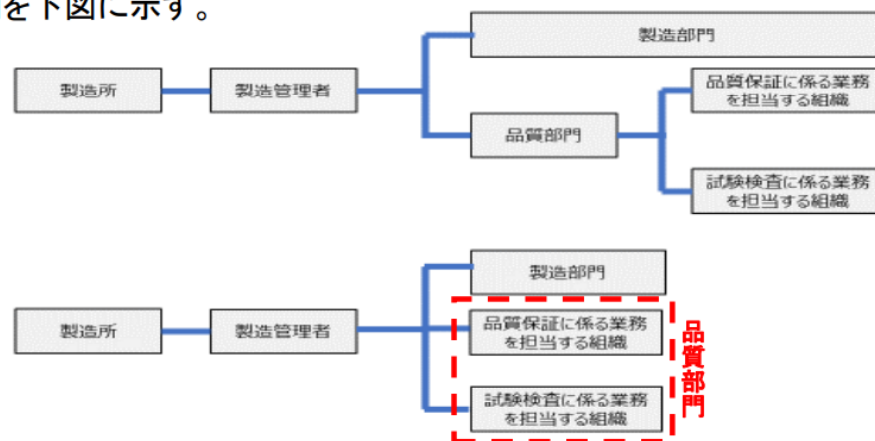 を下図に示す。
製造部門
製造所
製造管理者
品質保証に係る業務
を担当する組織
品質部門
試験検査に係る業務
を担当する組織
製造部門
製造所
製造管理者
品質保証に係る業務
を担当する組織
品質部門
試験検査に係る業務
を担当する組織